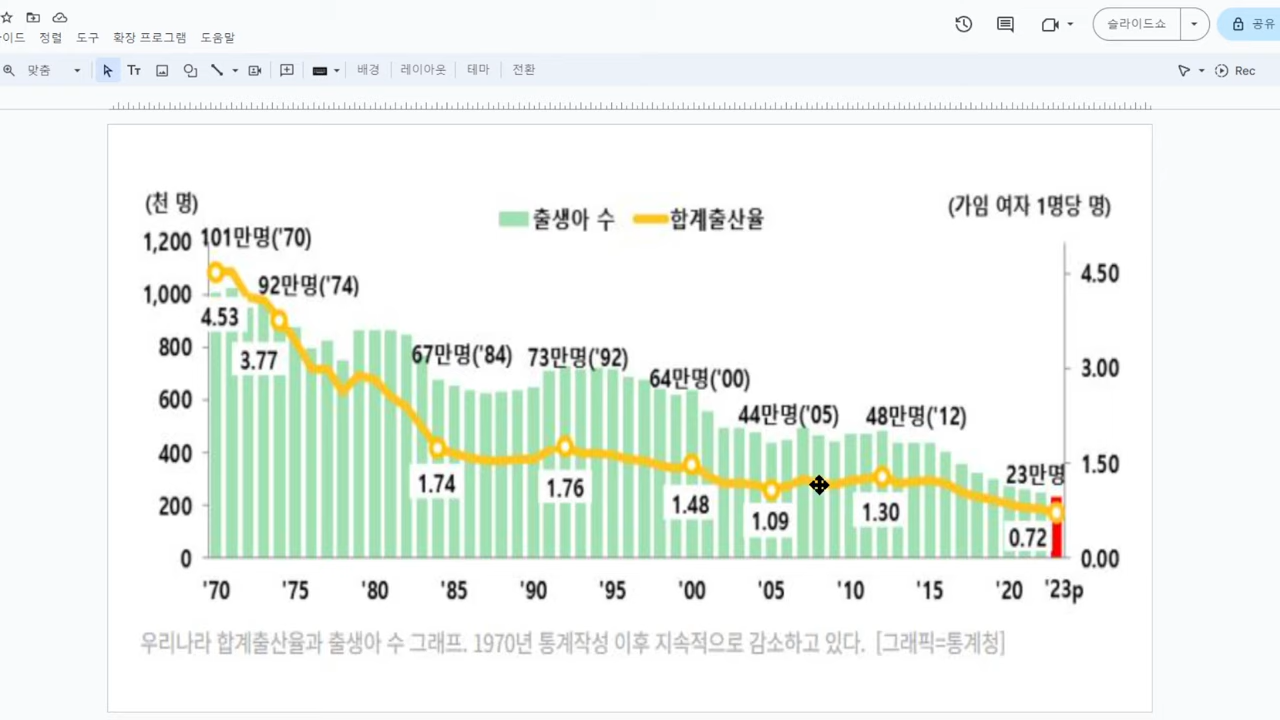 이드 정렬 도구 확장 프로그램 도움말
슬라이드쇼
공유
맞춤
배경 레이아웃 테마 전환
Rec
(천 명)
출생아 수 합계출산율
(가임 여자 1명당 명)
1,200
1,000
800
600
400
200
0
101만명('70)
92만명('74)
67만명('84)
73만명('92)
64만명('00)
44만명('05)
48만명('12)
23만명
4.53
3.77
1.74
1.76
1.48
1.09
1.30
0.72
4.50
3.00
1.50
0.00
'70 '75 '80 '85 '90 '95 '00 '05 '10 '15 '20 '23p
우리나라 합계출산율과 출생아 수 그래프. 1970년 통계작성 이후 지속적으로 감소하고 있다. [그래픽=통계청]